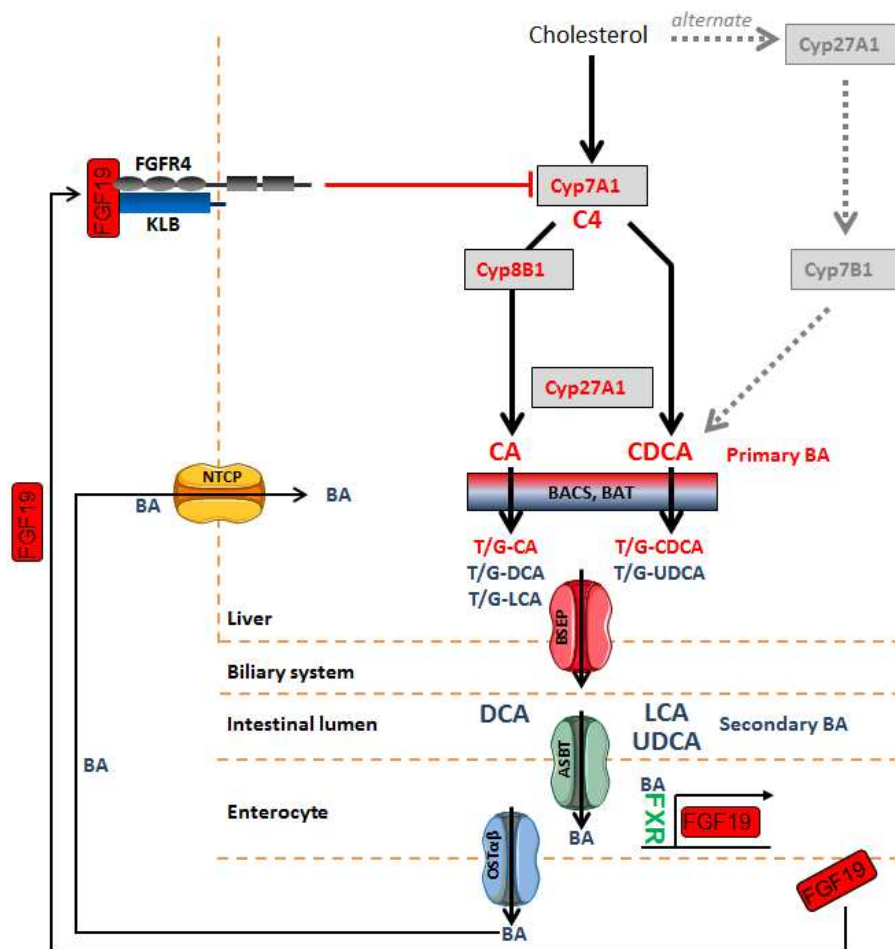 alternate
Cholesterol
Cyp27A1
FGFR4
FGF19
KLB
Cyp7A1
C4
Cyp8B1
Cyp7B1
Cyp27A1
CA
CDCA
Primary BA
NTCP
BA
BA
BACS, BAT
FGF19
T/G-CA
T/G-CDCA
T/G-DCA
T/G-UDCA
T/G-LCA
BSEP
Liver
Biliary system
Intestinal lumen
DCA
LCA
UDCA
Secondary BA
ASBT
BA
BA
FXR
FGF19
Enterocyte
BA
OSTαβ
FGF19
BA